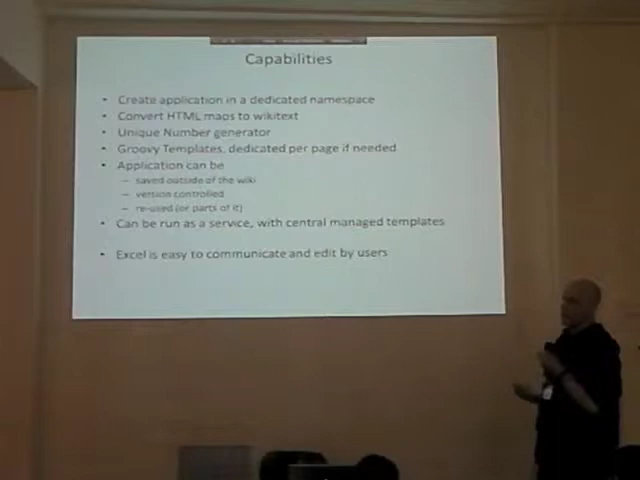 Capabilities
• Create application in a dedicated namespace
• Convert HTML maps to wikitext
• Unique Number generator
• Groovy Templates, dedicated per page if needed
• Application can be
– saved outside of the wiki
– version controlled
– re-used (or parts of it)
• Can be run as a service, with central managed templates
• Excel is easy to communicate and edit by users